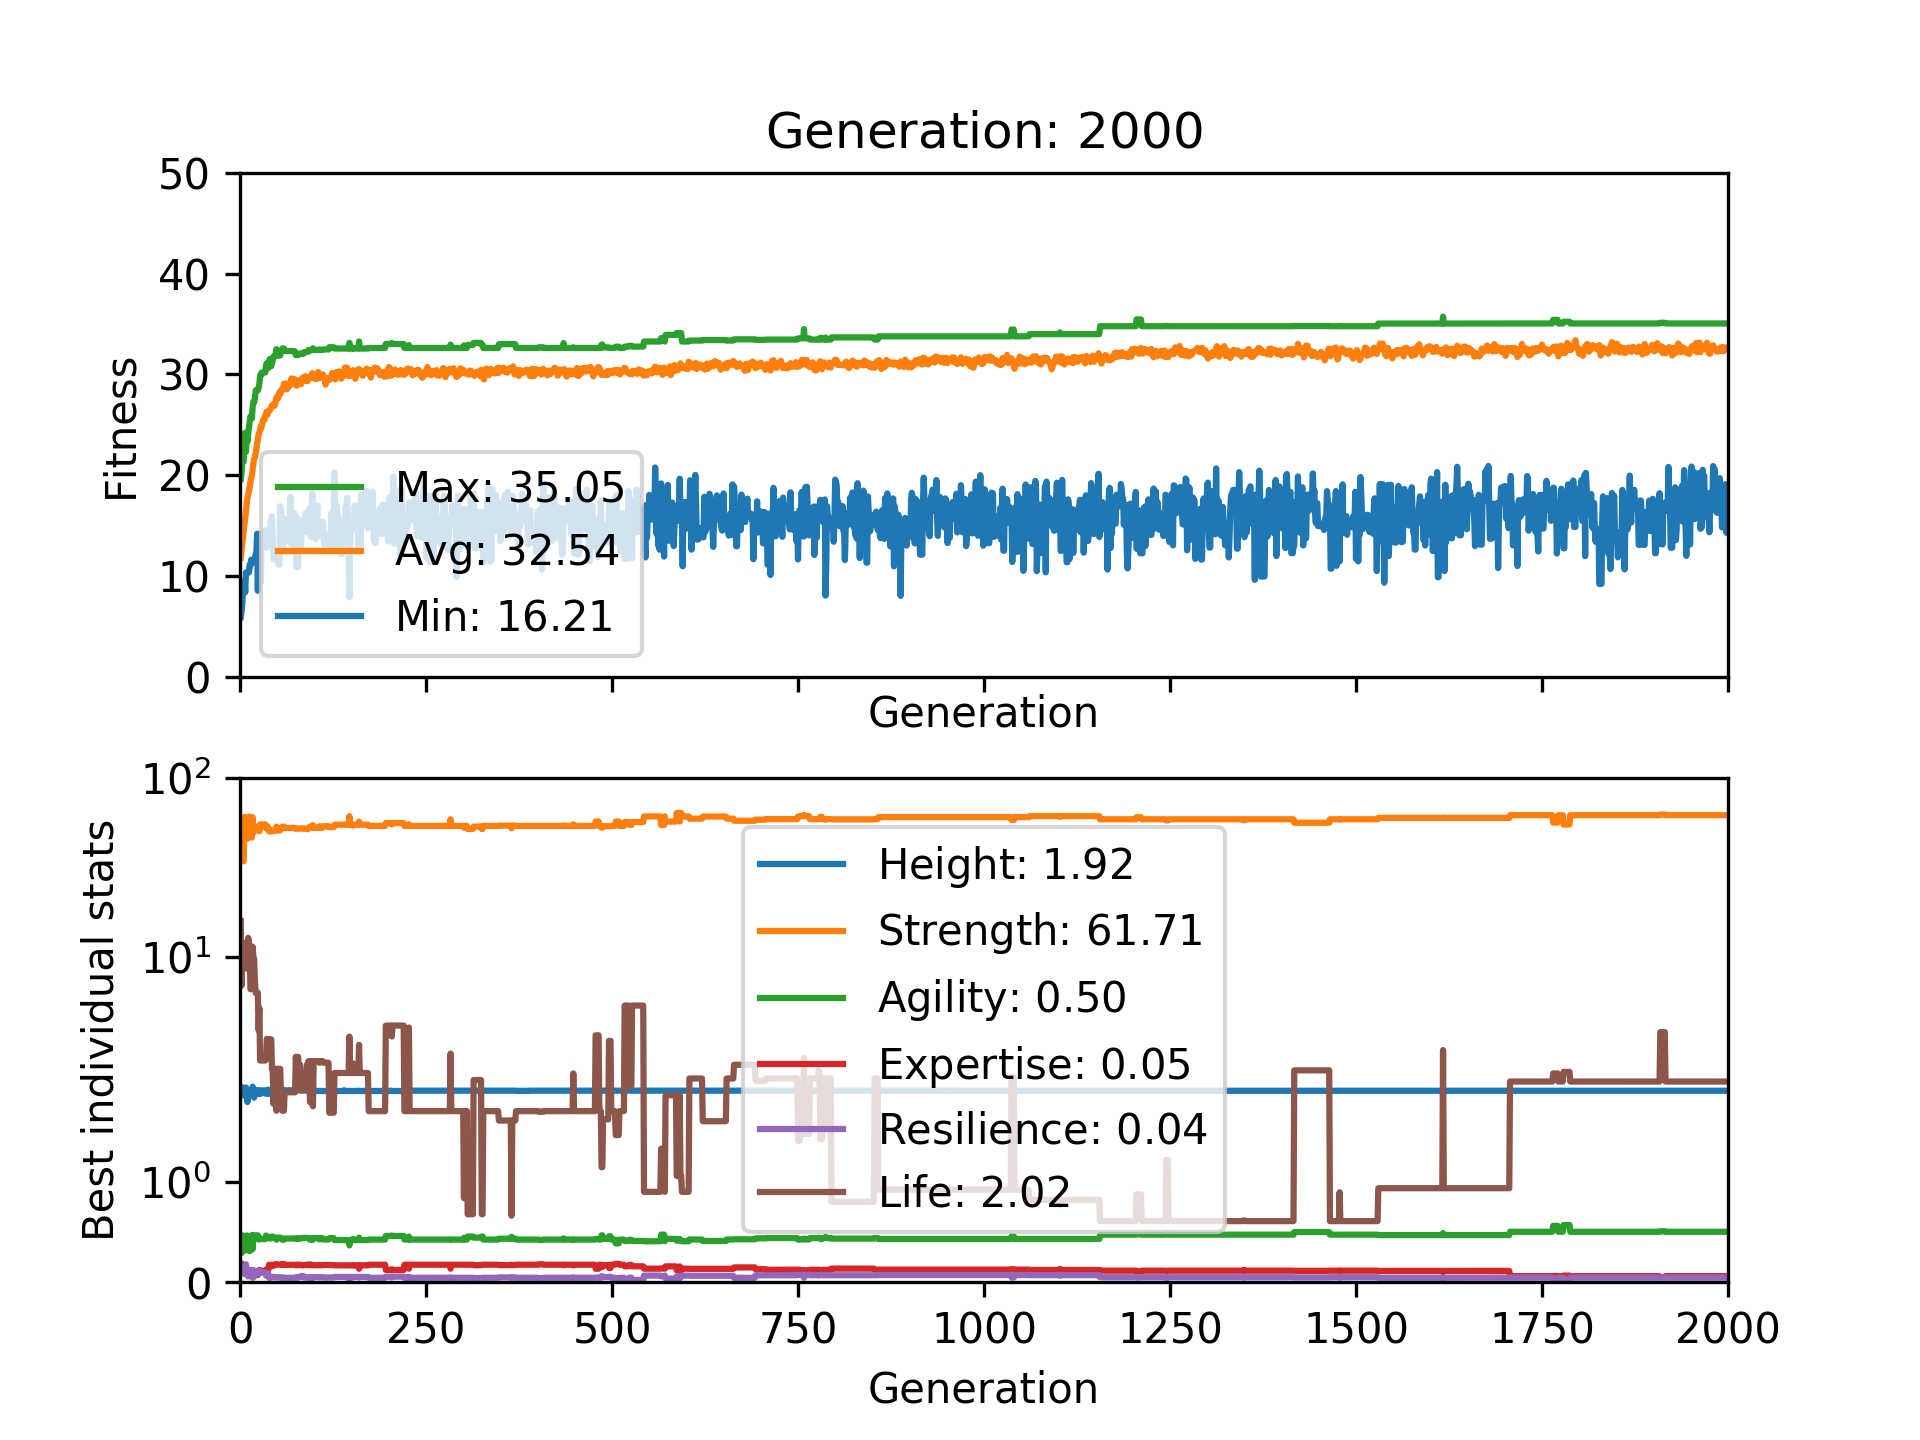 Generation: 2000
50
40
30
20
10
0
Fitness
Max: 35.05
Avg: 32.54
Min: 16.21
Generation
10²
10¹
10⁰
0
Best individual stats
Height: 1.92
Strength: 61.71
Agility: 0.50
Expertise: 0.05
Resilience: 0.04
Life: 2.02
0 250 500 750 1000 1250 1500 1750 2000
Generation